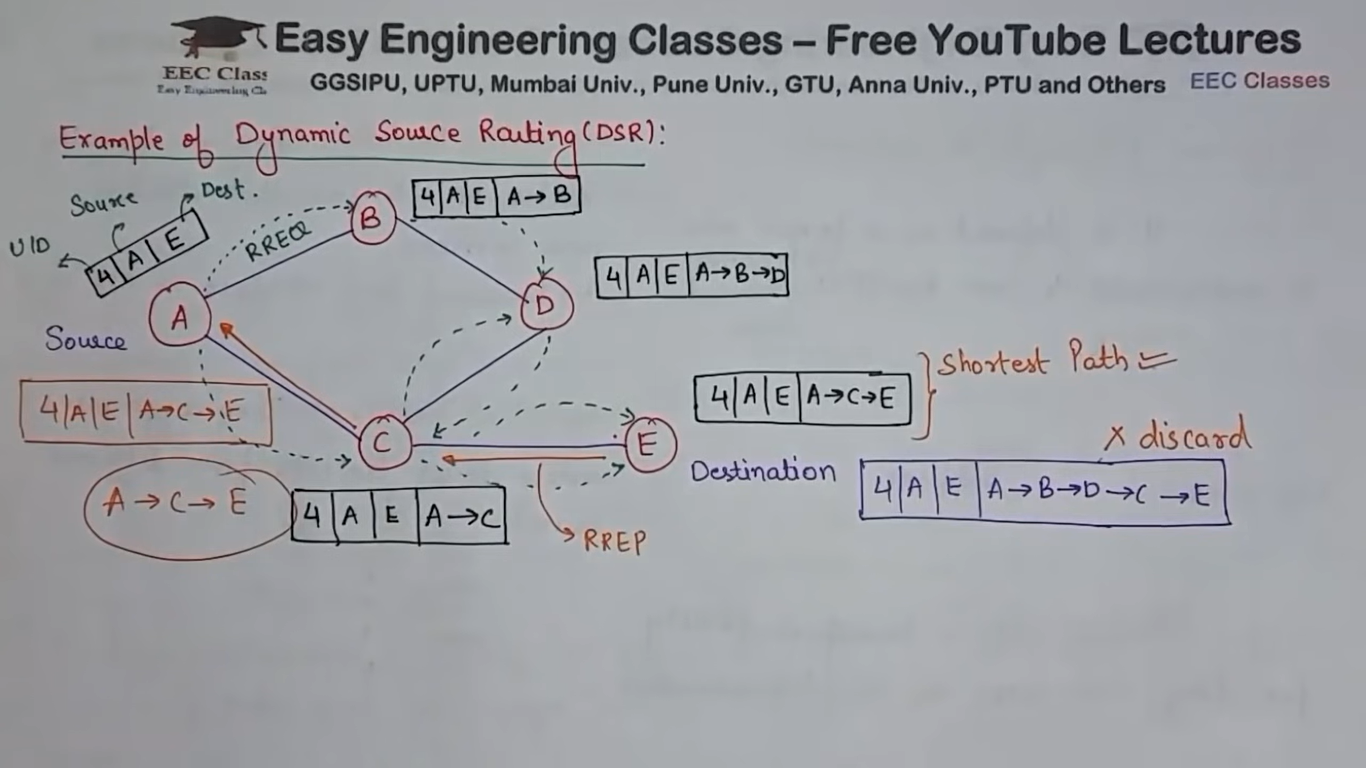 Easy Engineering Classes – Free YouTube Lectures
EEC Class
GGSIPU, UPTU, Mumbai Univ., Pune Univ., GTU, Anna Univ., PTU and Others EEC Classes
Example of Dynamic Source Routing (DSR):
Source
Dest.
UID
4|A|E
RREQ
B
4|A|E|A→B
4|A|E|A→B→D
A
D
Source
Shortest Path
4|A|E|A→C→E
4|A|E|A→C→E
C
E
× discard
Destination
4|A|E|A→B→D→C→E
A→C→E
4|A|E|A→C
RREP